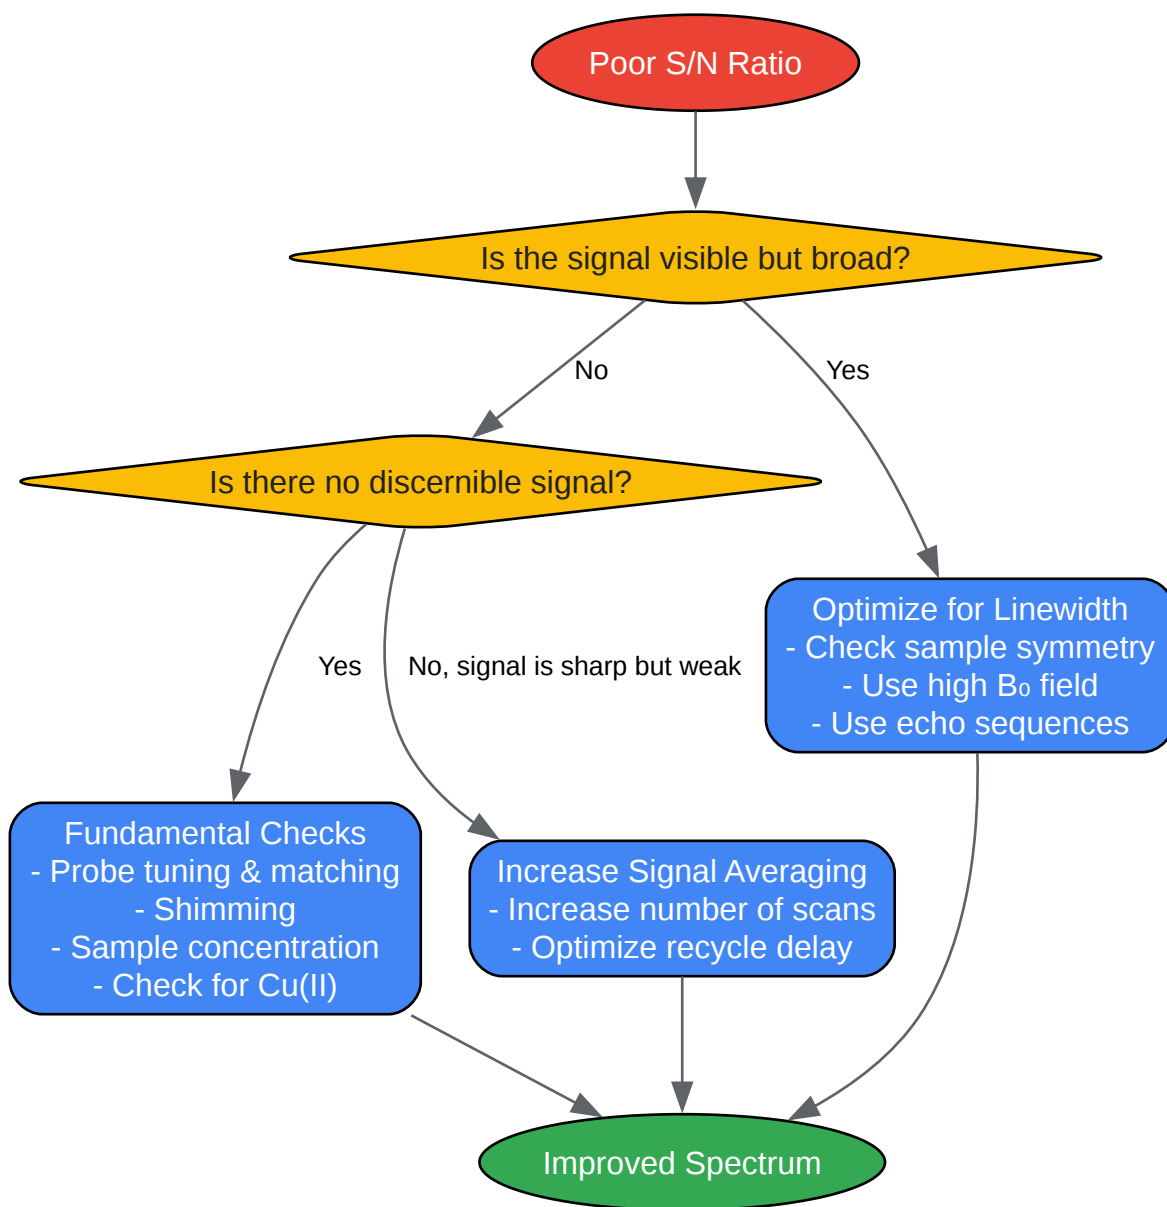 Poor S/N Ratio
Is the signal visible but broad?
No
Yes
Is there no discernible signal?
Yes
No, signal is sharp but weak
Optimize for Linewidth
- Check sample symmetry
- Use high B₀ field
- Use echo sequences
Fundamental Checks
- Probe tuning & matching
- Shimming
- Sample concentration
- Check for Cu(II)
Increase Signal Averaging
- Increase number of scans
- Optimize recycle delay
Improved Spectrum